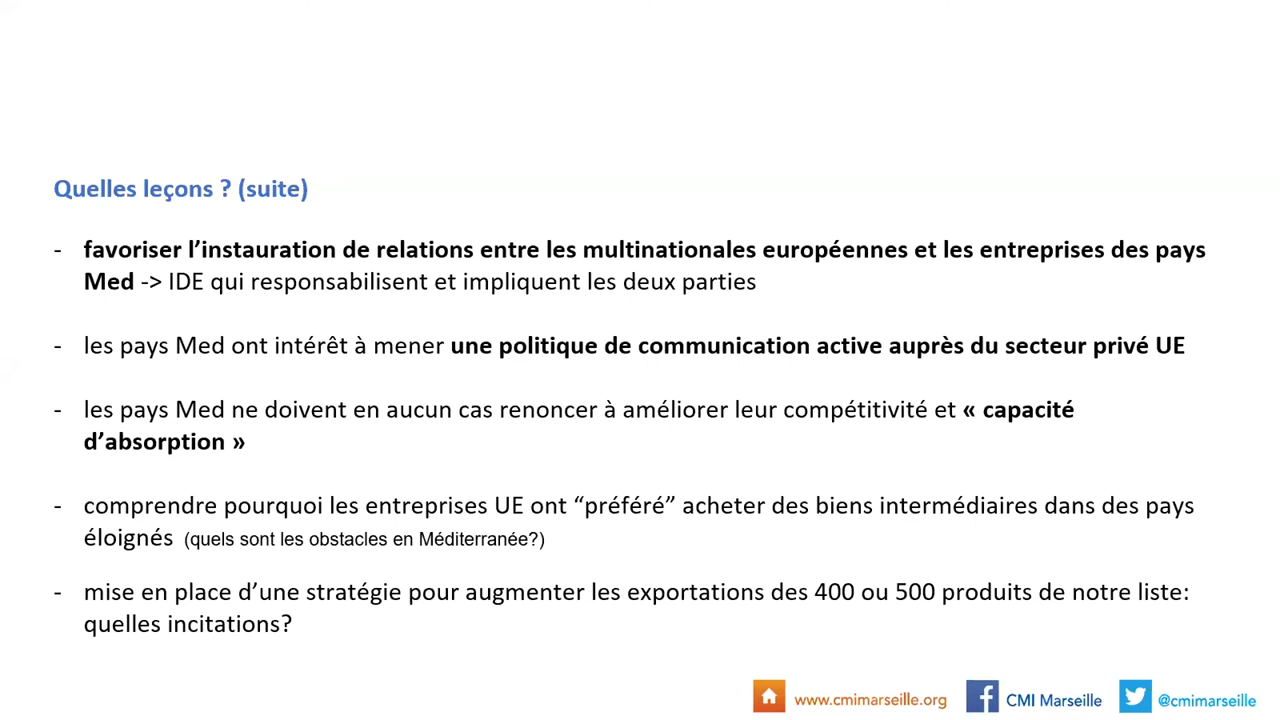 Quelles leçons ? (suite)
- favoriser l’instauration de relations entre les multinationales européennes et les entreprises des pays
Med -> IDE qui responsabilisent et impliquent les deux parties
- les pays Med ont intérêt à mener une politique de communication active auprès du secteur privé UE
- les pays Med ne doivent en aucun cas renoncer à améliorer leur compétitivité et « capacité
d’absorption »
- comprendre pourquoi les entreprises UE ont “préféré” acheter des biens intermédiaires dans des pays
éloignés (quels sont les obstacles en Méditerranée?)
- mise en place d’une stratégie pour augmenter les exportations des 400 ou 500 produits de notre liste:
quelles incitations?
www.cmimarseille.org CMI Marseille @cmimarseille